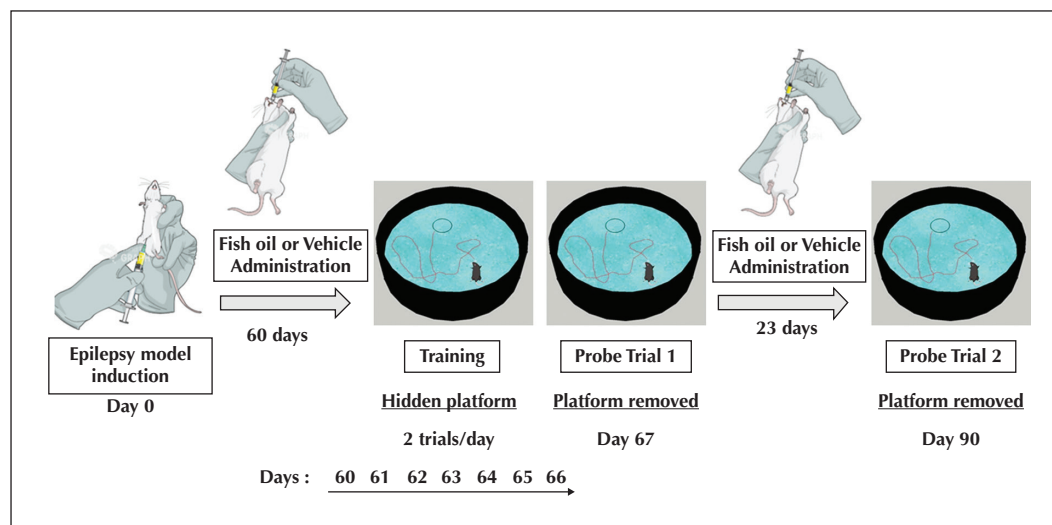 Fish oil or Vehicle
Administration
60 days
Fish oil or Vehicle
Administration
23 days
Epilepsy model
induction
Day 0
Training
Hidden platform
2 trials/day
Probe Trial 1
Platform removed
Day 67
Probe Trial 2
Platform removed
Day 90
Days : 60 61 62 63 64 65 66